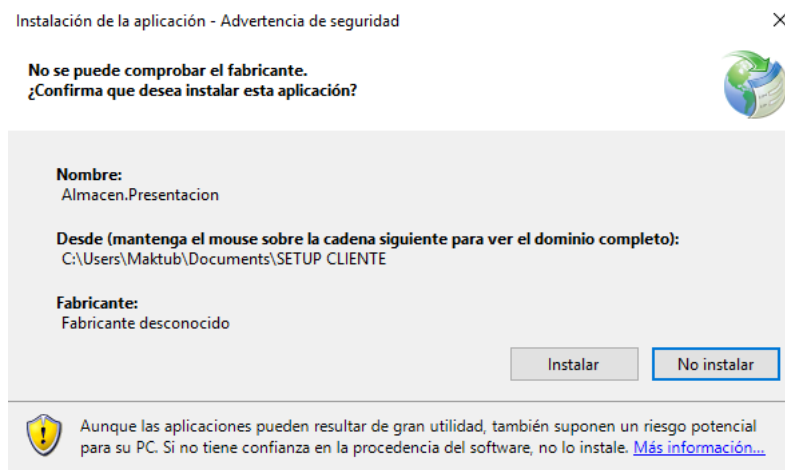 Instalación de la aplicación - Advertencia de seguridad
No se puede comprobar el fabricante.
¿Confirma que desea instalar esta aplicación?
Nombre:
Almacen.Presentacion
Desde (mantenga el mouse sobre la cadena siguiente para ver el dominio completo):
C:\Users\Maktub\Documents\SETUP CLIENTE
Fabricante:
Fabricante desconocido
Instalar
No instalar
Aunque las aplicaciones pueden resultar de gran utilidad, también suponen un riesgo potencial
para su PC. Si no tiene confianza en la procedencia del software, no lo instale. Más información...